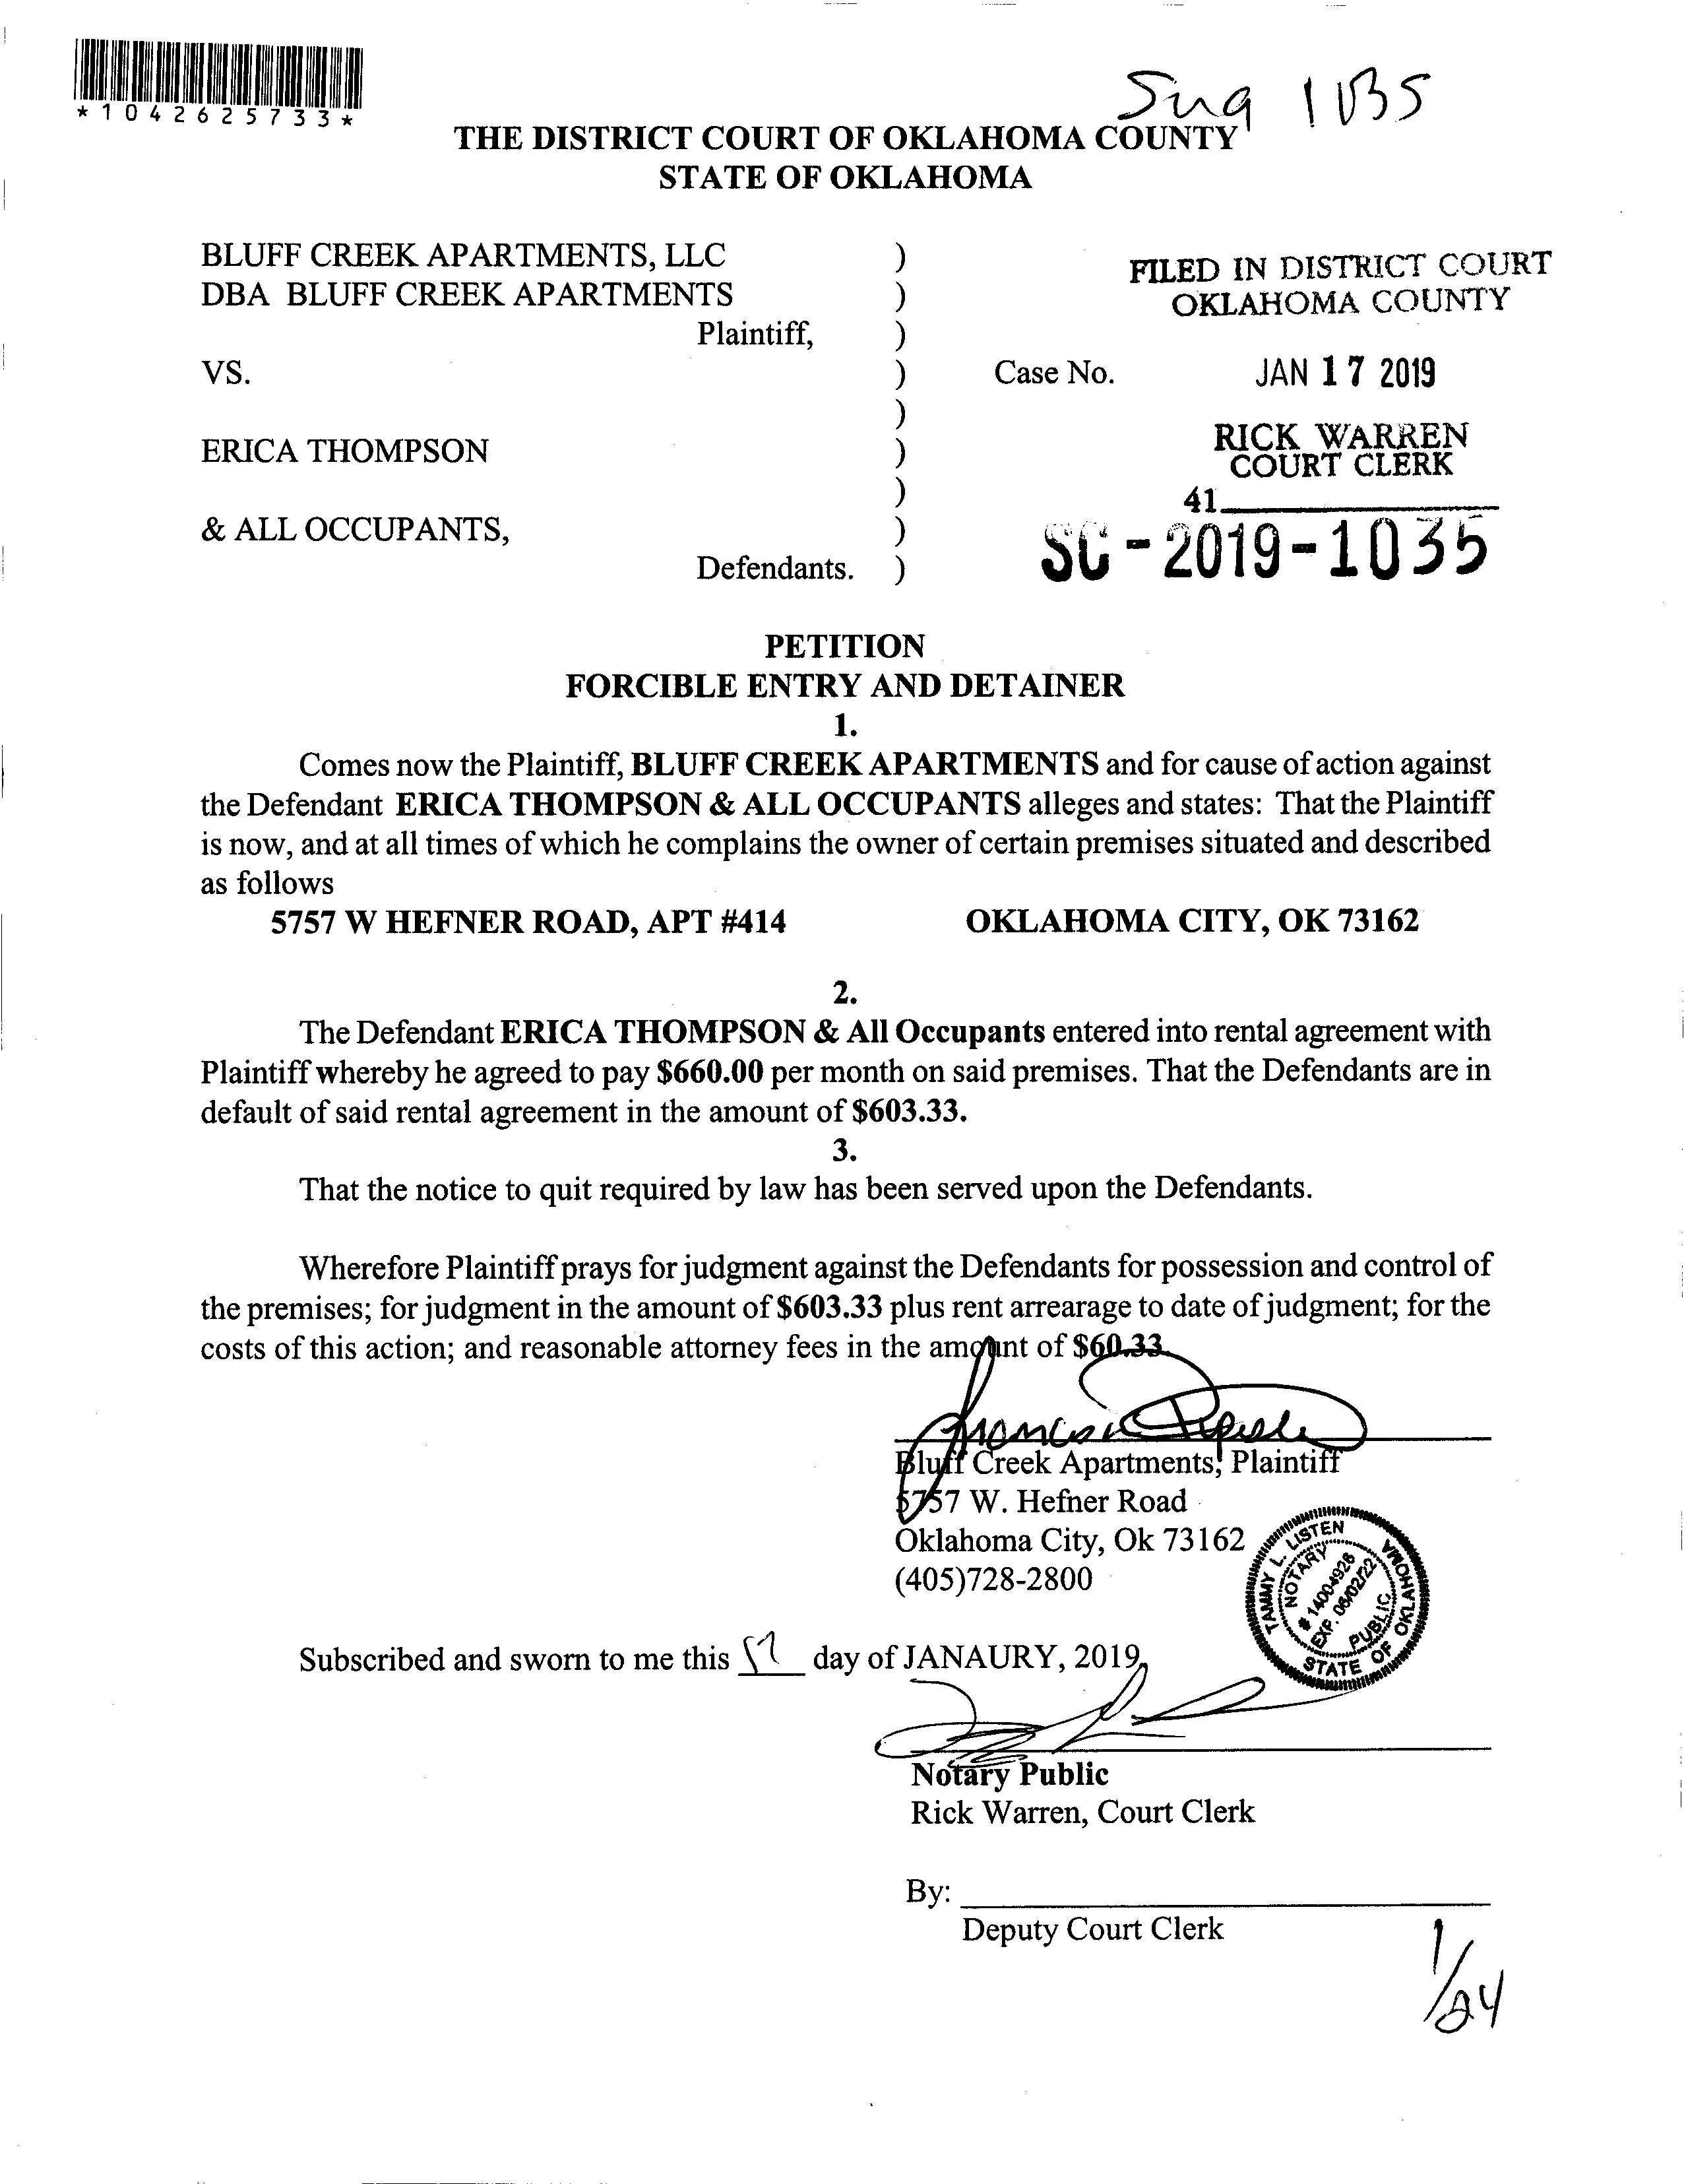 *1042625733*
THE DISTRICT COURT OF OKLAHOMA COUNTY
STATE OF OKLAHOMA
BLUFF CREEK APARTMENTS, LLC )
DBA BLUFF CREEK APARTMENTS )
Plaintiff, )
VS. )
)
ERICA THOMPSON )
)
& ALL OCCUPANTS, )
Defendants. )
FILED IN DISTRICT COURT
OKLAHOMA COUNTY
Case No. JAN 17 2019
RICK WARREN
COURT CLERK
41
SC-2019-1035
PETITION
FORCIBLE ENTRY AND DETAINER
1.
Comes now the Plaintiff, BLUFF CREEK APARTMENTS and for cause of action against
the Defendant ERICA THOMPSON & ALL OCCUPANTS alleges and states: That the Plaintiff
is now, and at all times of which he complains the owner of certain premises situated and described
as follows
5757 W HEFNER ROAD, APT #414 OKLAHOMA CITY, OK 73162
2.
The Defendant ERICA THOMPSON & All Occupants entered into rental agreement with
Plaintiff whereby he agreed to pay $660.00 per month on said premises. That the Defendants are in
default of said rental agreement in the amount of $603.33.
3.
That the notice to quit required by law has been served upon the Defendants.
Wherefore Plaintiff prays for judgment against the Defendants for possession and control of
the premises; for judgment in the amount of $603.33 plus rent arrearage to date of judgment; for the
costs of this action; and reasonable attorney fees in the amount of $60.33.
Bluff Creek Apartments, Plaintiff
5757 W. Hefner Road
Oklahoma City, Ok 73162
(405)728-2800
TAMMY L. LISTEN
NOTARY
# 14004926
EXP. 06/02/22
PUBLIC
STATE OF OKLAHOMA
Subscribed and sworn to me this day of JANAURY, 2019.
Notary Public
Rick Warren, Court Clerk
By:
Deputy Court Clerk
1/24